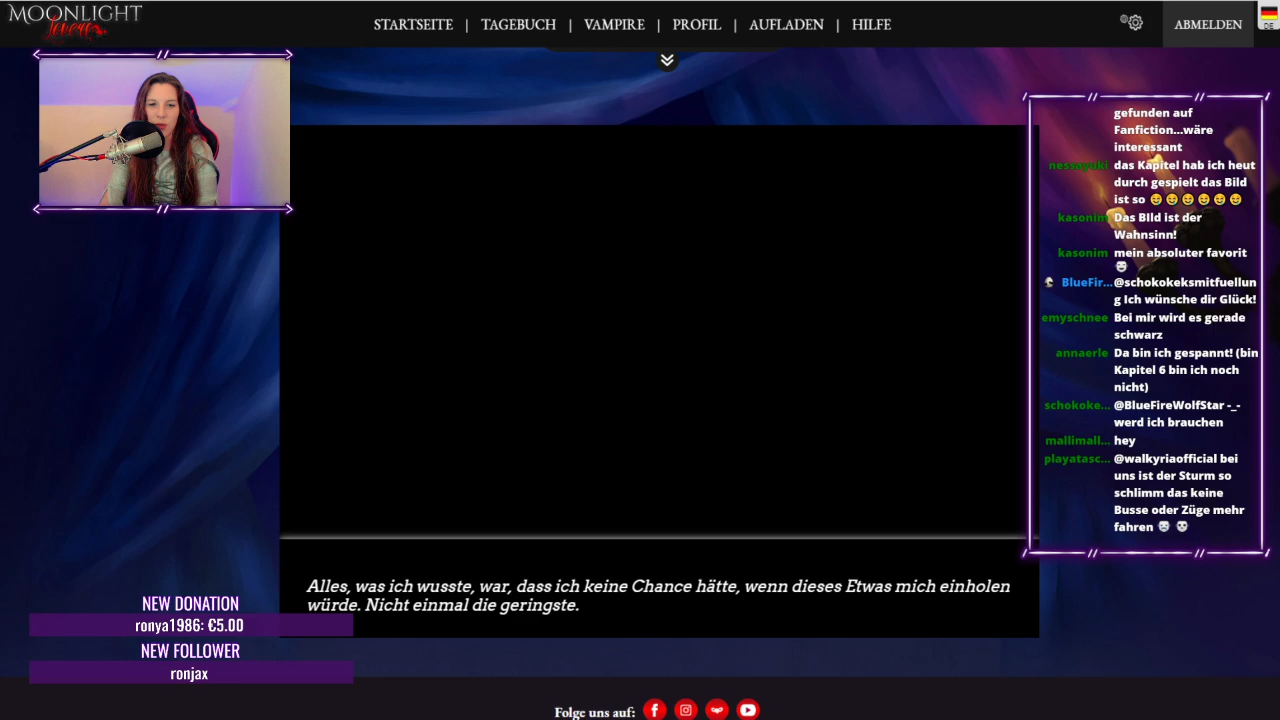 MOONLIGHT
Lovers
STARTSEITE | TAGEBUCH | VAMPIRE | PROFIL | AUFLADEN | HILFE
ABMELDEN
DE
gefunden auf
Fanfiction...wäre
interessant
nessayuki das Kapitel hab ich heut
durch gespielt das Bild
ist so
kasonim Das BIld ist der
Wahnsinn!
kasonim mein absoluter favorit
BlueFir... @schokokeksmitfuellun
g Ich wünsche dir Glück!
emyschnee Bei mir wird es gerade
schwarz
annaerle Da bin ich gespannt! (bin
Kapitel 6 bin ich noch
nicht)
schokoke... @BlueFireWolfStar -_-
werd ich brauchen
mallimall... hey
playatasc... @walkyriaofficial bei
uns ist der Sturm so
schlimm das keine
Busse oder Züge mehr
fahren
Alles, was ich wusste, war, dass ich keine Chance hätte, wenn dieses Etwas mich einholen
würde. Nicht einmal die geringste.
NEW DONATION
ronya1986: €5.00
NEW FOLLOWER
ronjax
Folge uns auf: